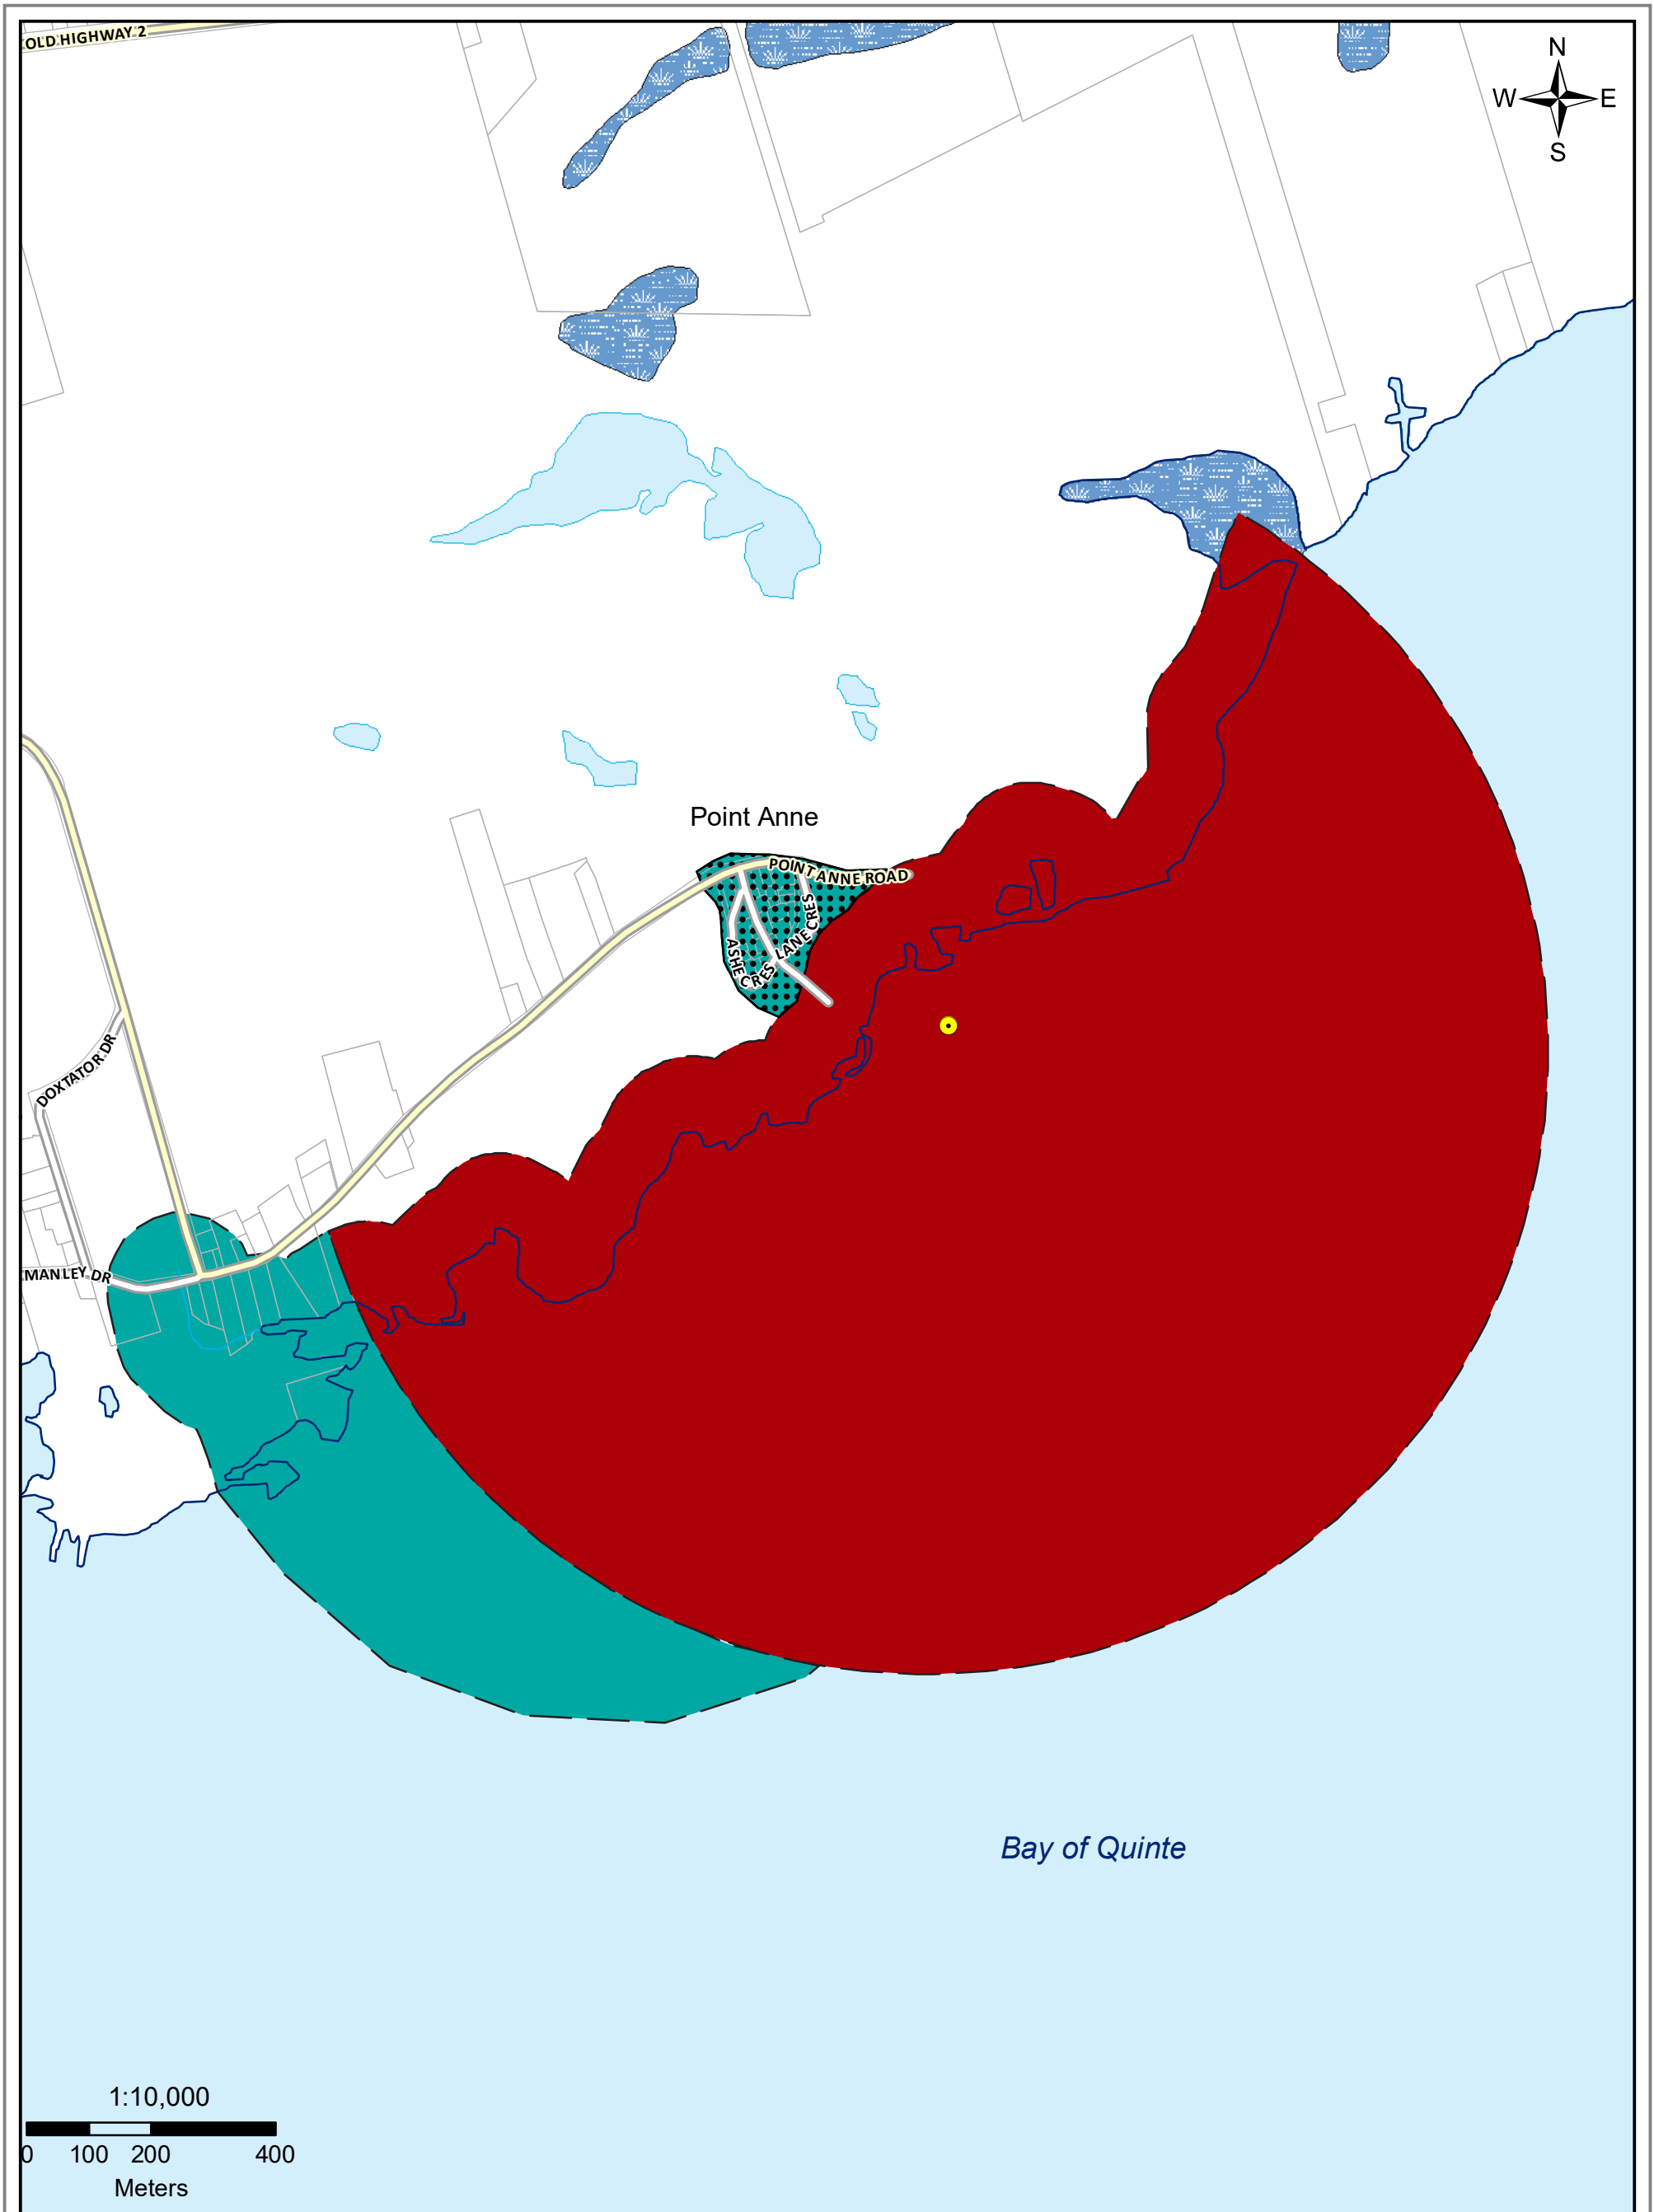 OLD HIGHWAY 2
N
W E
S
Point Anne
POINT ANNE ROAD
LANE CRES
ASHE CRES
DOXTATOR DR
MANLEY DR
Bay of Quinte
1:10,000
0 100 200 400
Meters